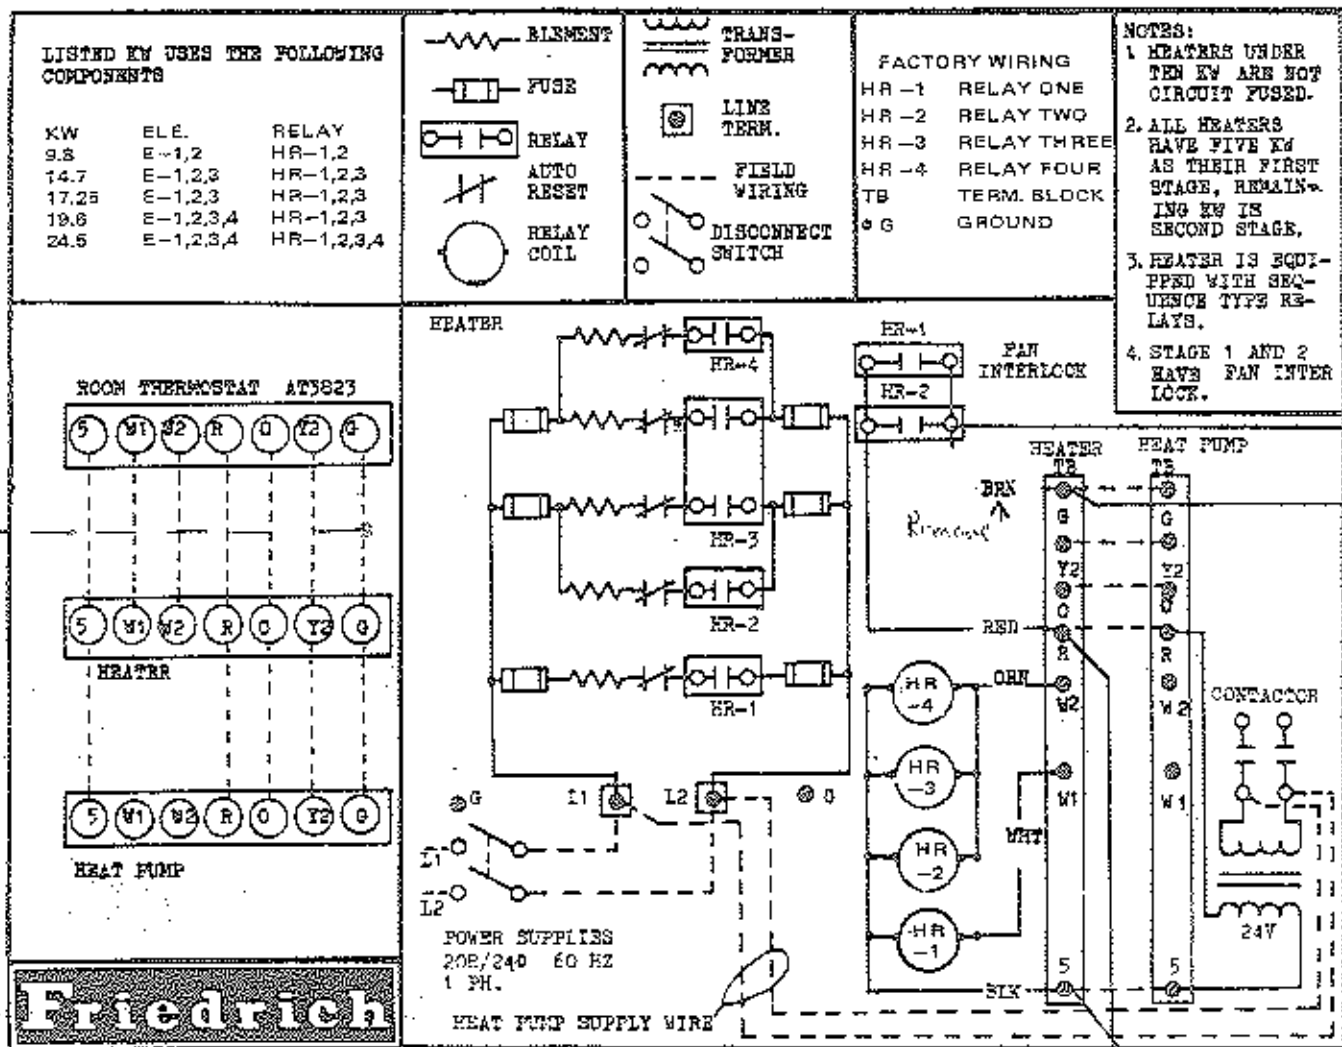 LISTED KW USES THE FOLLOWING
COMPONENTS
KW ELE. RELAY
9.8 E-1,2 HR-1,2
14.7 E-1,2,3 HR-1,2,3
17.25 E-1,2,3 HR-1,2,3
19.6 E-1,2,3,4 HR-1,2,3
24.5 E-1,2,3,4 HR-1,2,3,4
ELEMENT
FUSE
RELAY
AUTO
RESET
RELAY
COIL
TRANS-
FORMER
LINE
TERM.
FIELD
WIRING
DISCONNECT
SWITCH
FACTORY WIRING
HR-1 RELAY ONE
HR-2 RELAY TWO
HR-3 RELAY THREE
HR-4 RELAY FOUR
TB TERM. BLOCK
G GROUND
NOTES:
1. HEATERS UNDER
TEN KW ARE NOT
CIRCUIT FUSED.
2. ALL HEATERS
HAVE FIVE KW
AS THEIR FIRST
STAGE, REMAIN-
ING KW IS
SECOND STAGE.
3. HEATER IS EQUI-
PPED WITH SEQ-
UENCE TYPE RE-
LAYS.
4. STAGE 1 AND 2
HAVE FAN INTER
LOCK.
ROOM THERMOSTAT AT3823
5 W1 W2 R O Y2 G
5 W1 W2 R O Y2 G
HEATER
5 W1 W2 R O Y2 G
HEAT PUMP
Friedrich
HEATER
HR-4
HR-3
HR-2
HR-1
HR-1
HR-2
FAN
INTERLOCK
HEATER
TB
HEAT PUMP
TB
BRN
RED
ORN
WHT
BLK
G
Y2
O
R
W2
W1
5
G
Y2
O
R
W2
W1
5
HR
-4
HR
-3
HR
-2
HR
-1
CONTACTOR
24V
G
L1
L2
L1
L2
POWER SUPPLIES
208/240 60 HZ
1 PH.
HEAT PUMP SUPPLY WIRE